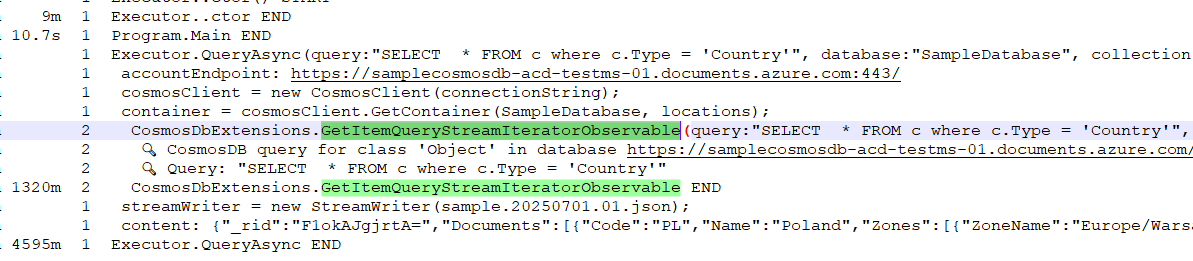 9m 1 Executor..ctor END
10.7s 1 Program.Main END
1 Executor.QueryAsync(query:"SELECT  * FROM c where c.Type = 'Country'", database:"SampleDatabase", collection
1 accountEndpoint: https://samplecosmosdb-acd-testms-01.documents.azure.com:443/
1 cosmosClient = new CosmosClient(connectionString);
1 container = cosmosClient.GetContainer(SampleDatabase, locations);
2 CosmosDbExtensions.GetItemQueryStreamIteratorObservable(query:"SELECT  * FROM c where c.Type = 'Country'",
2 🔍 CosmosDB query for class 'Object' in database https://samplecosmosdb-acd-testms-01.documents.azure.com/
2 🔍 Query: "SELECT  * FROM c where c.Type = 'Country'"
1320m 2 CosmosDbExtensions.GetItemQueryStreamIteratorObservable END
1 streamWriter = new StreamWriter(sample.20250701.01.json);
1 content: {"_rid":"F1okAJgjrtA=","Documents":[{"Code":"PL","Name":"Poland","Zones":[{"ZoneName":"Europe/Wars
4595m 1 Executor.QueryAsync END